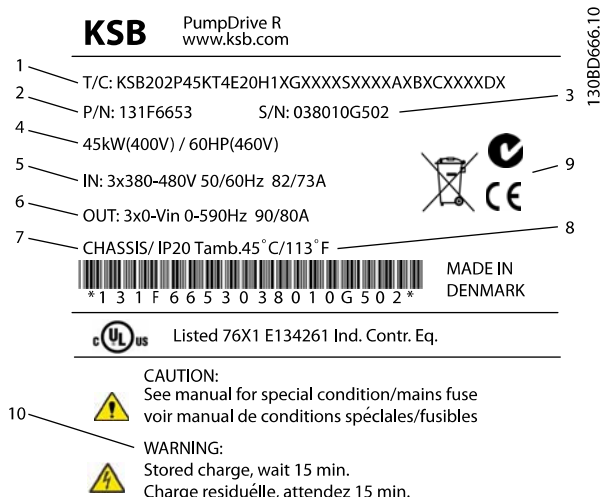 KSB PumpDrive R
www.ksb.com
130BD666.10
1 T/C: KSB202P45KT4E20H1XGXXXXSXXXXAXBXCXXXXDX
2 P/N: 131F6653 S/N: 038010G502 3
4 45kW(400V) / 60HP(460V)
5 IN: 3x380-480V 50/60Hz 82/73A 9
CE
6 OUT: 3x0-Vin 0-590Hz 90/80A
7 CHASSIS/ IP20 Tamb.45˚C/113˚F 8
*131F6653038010G502* MADE IN
DENMARK
c UL us Listed 76X1 E134261 Ind. Contr. Eq.
CAUTION:
See manual for special condition/mains fuse
voir manual de conditions spéclales/fusibles
10 WARNING:
Stored charge, wait 15 min.
Charge residuélle, attendez 15 min.